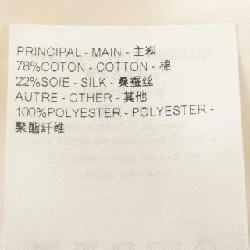 PRINCIPAL - MAIN - 主料
78%COTON - COTTON - 棉
22%SOIE - SILK - 桑蚕丝
AUTRE - OTHER - 其他
100%POLYESTER - POLYESTER -
聚酯纤维